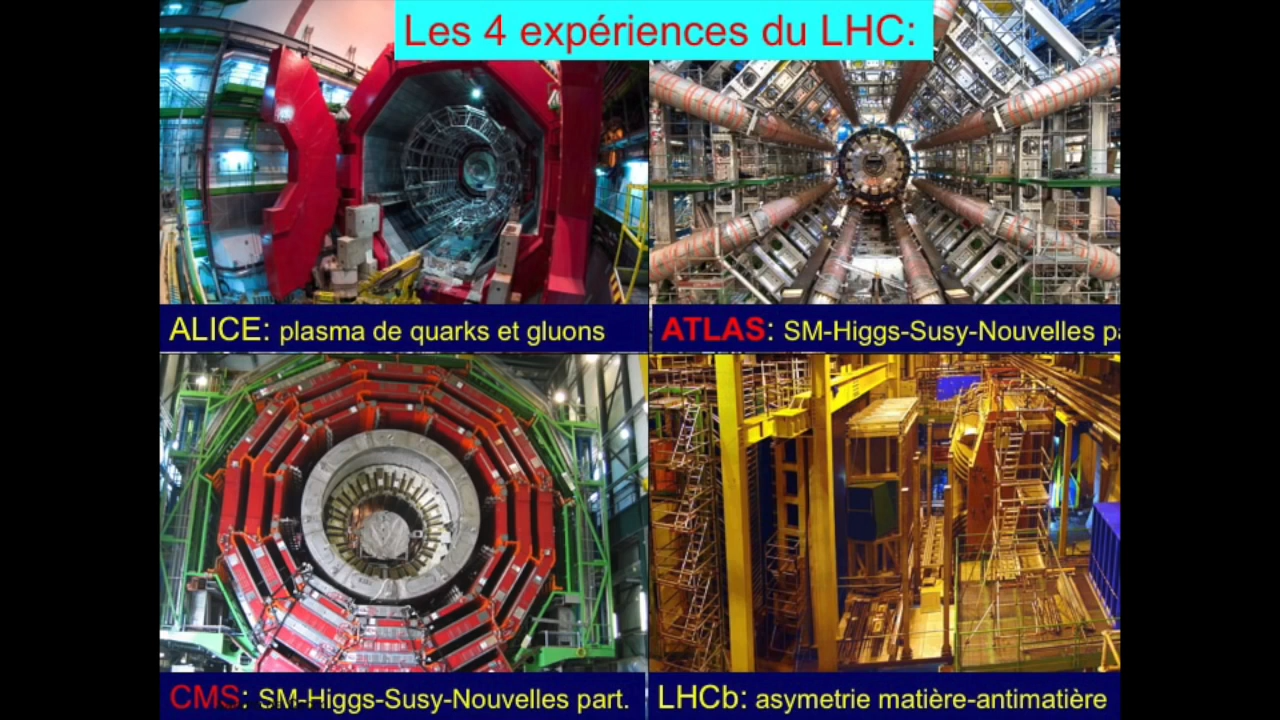 Les 4 expériences du LHC:
ALICE: plasma de quarks et gluons
ATLAS: SM-Higgs-Susy-Nouvelles pa
CMS: SM-Higgs-Susy-Nouvelles part.
LHCb: asymetrie matière-antimatière